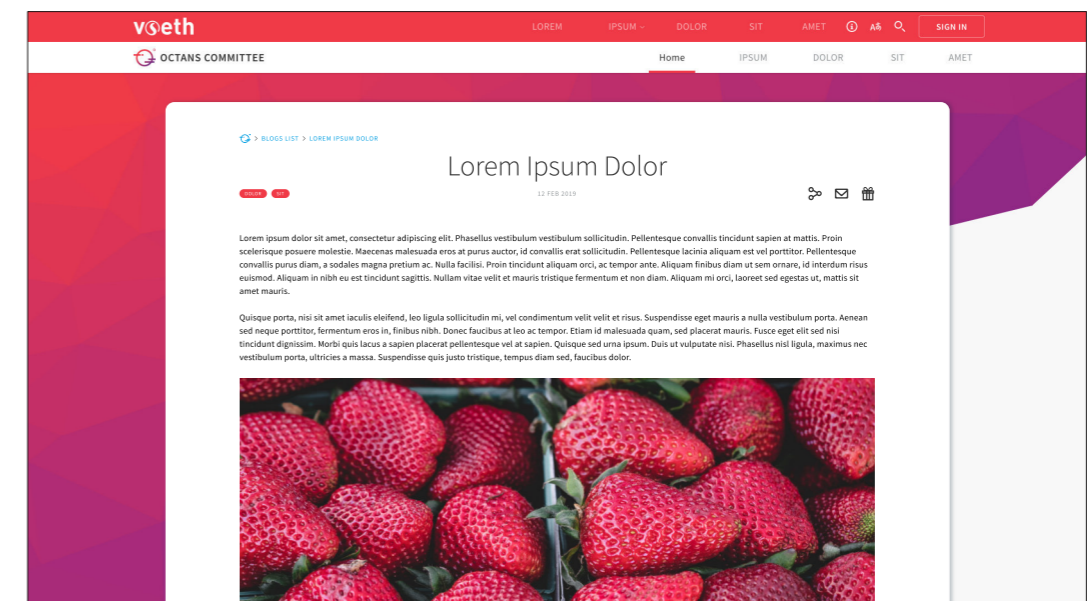 vseth
LOREM IPSUM DOLOR SIT AMET SIGN IN
OCTANS COMMITTEE
Home IPSUM DOLOR SIT AMET
> BLOGS LIST > LOREM IPSUM DOLOR
Lorem Ipsum Dolor
DOLOR SIT
12 FEB 2019
Lorem ipsum dolor sit amet, consectetur adipiscing elit. Phasellus vestibulum vestibulum sollicitudin. Pellentesque convallis tincidunt sapien at mattis. Proin
scelerisque posuere molestie. Maecenas malesuada eros at purus auctor, id convallis erat sollicitudin. Pellentesque lacinia aliquam est vel porttitor. Pellentesque
convallis purus diam, a sodales magna pretium ac. Nulla facilisi. Proin tincidunt aliquam orci, ac tempor ante. Aliquam finibus diam ut sem ornare, id interdum risus
euismod. Aliquam in nibh eu est tincidunt sagittis. Nullam vitae velit et mauris tristique fermentum et non diam. Aliquam mi orci, laoreet sed egestas ut, mattis sit
amet mauris.
Quisque porta, nisi sit amet iaculis eleifend, leo ligula sollicitudin mi, vel condimentum velit velit et risus. Suspendisse eget mauris a nulla vestibulum porta. Aenean
sed neque porttitor, fermentum eros in, finibus nibh. Donec faucibus at leo ac tempor. Etiam id malesuada quam, sed placerat mauris. Fusce eget elit sed nisi
tincidunt dignissim. Morbi quis lacus a sapien placerat pellentesque vel at sapien. Quisque sed urna ipsum. Duis ut vulputate nisi. Phasellus nisl ligula, maximus nec
vestibulum porta, ultricies a massa. Suspendisse quis justo tristique, tempus diam sed, faucibus dolor.